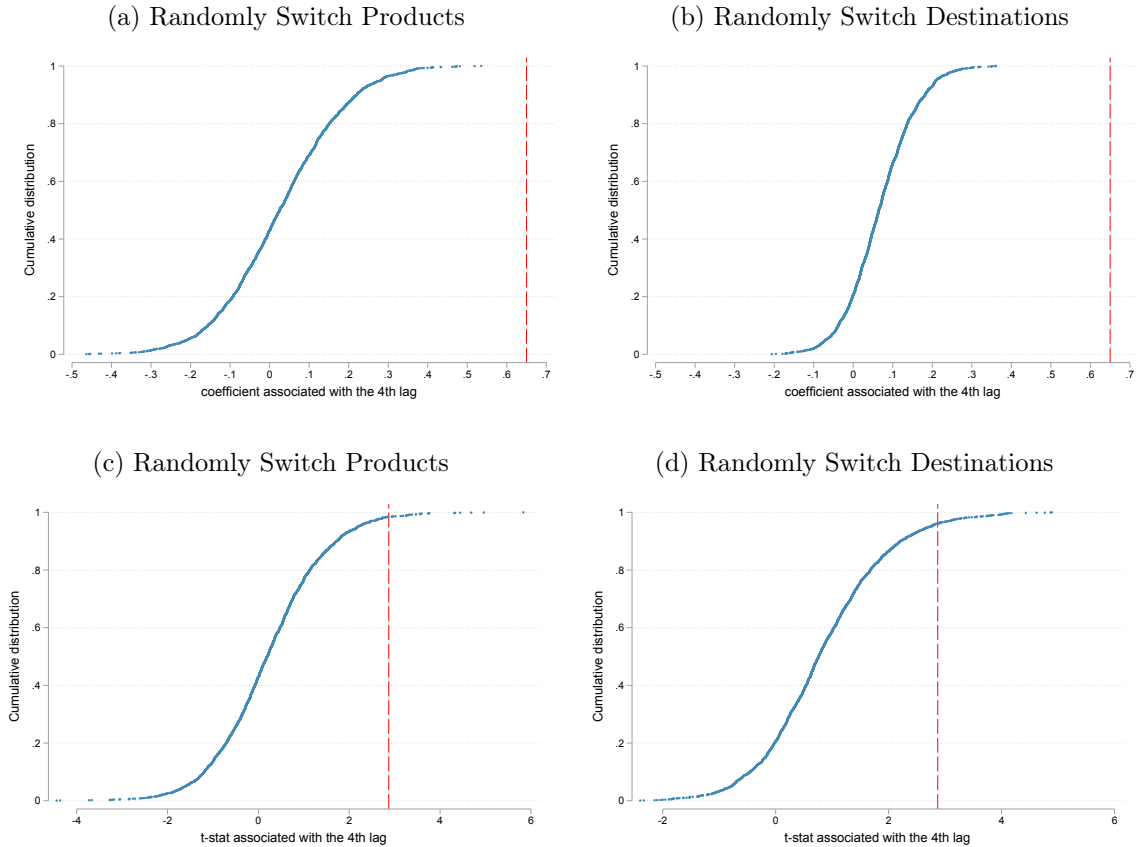 (a) Randomly Switch Products
1
.8
.6
.4
.2
0
Cumulative distribution
-.5 -.4 -.3 -.2 -.1 0 .1 .2 .3 .4 .5 .6 .7
coefficient associated with the 4th lag
(b) Randomly Switch Destinations
1
.8
.6
.4
.2
0
Cumulative distribution
-.5 -.4 -.3 -.2 -.1 0 .1 .2 .3 .4 .5 .6 .7
coefficient associated with the 4th lag
(c) Randomly Switch Products
1
.8
.6
.4
.2
0
Cumulative distribution
-4 -2 0 2 4 6
t-stat associated with the 4th lag
(d) Randomly Switch Destinations
1
.8
.6
.4
.2
0
Cumulative distribution
-2 0 2 4 6
t-stat associated with the 4th lag